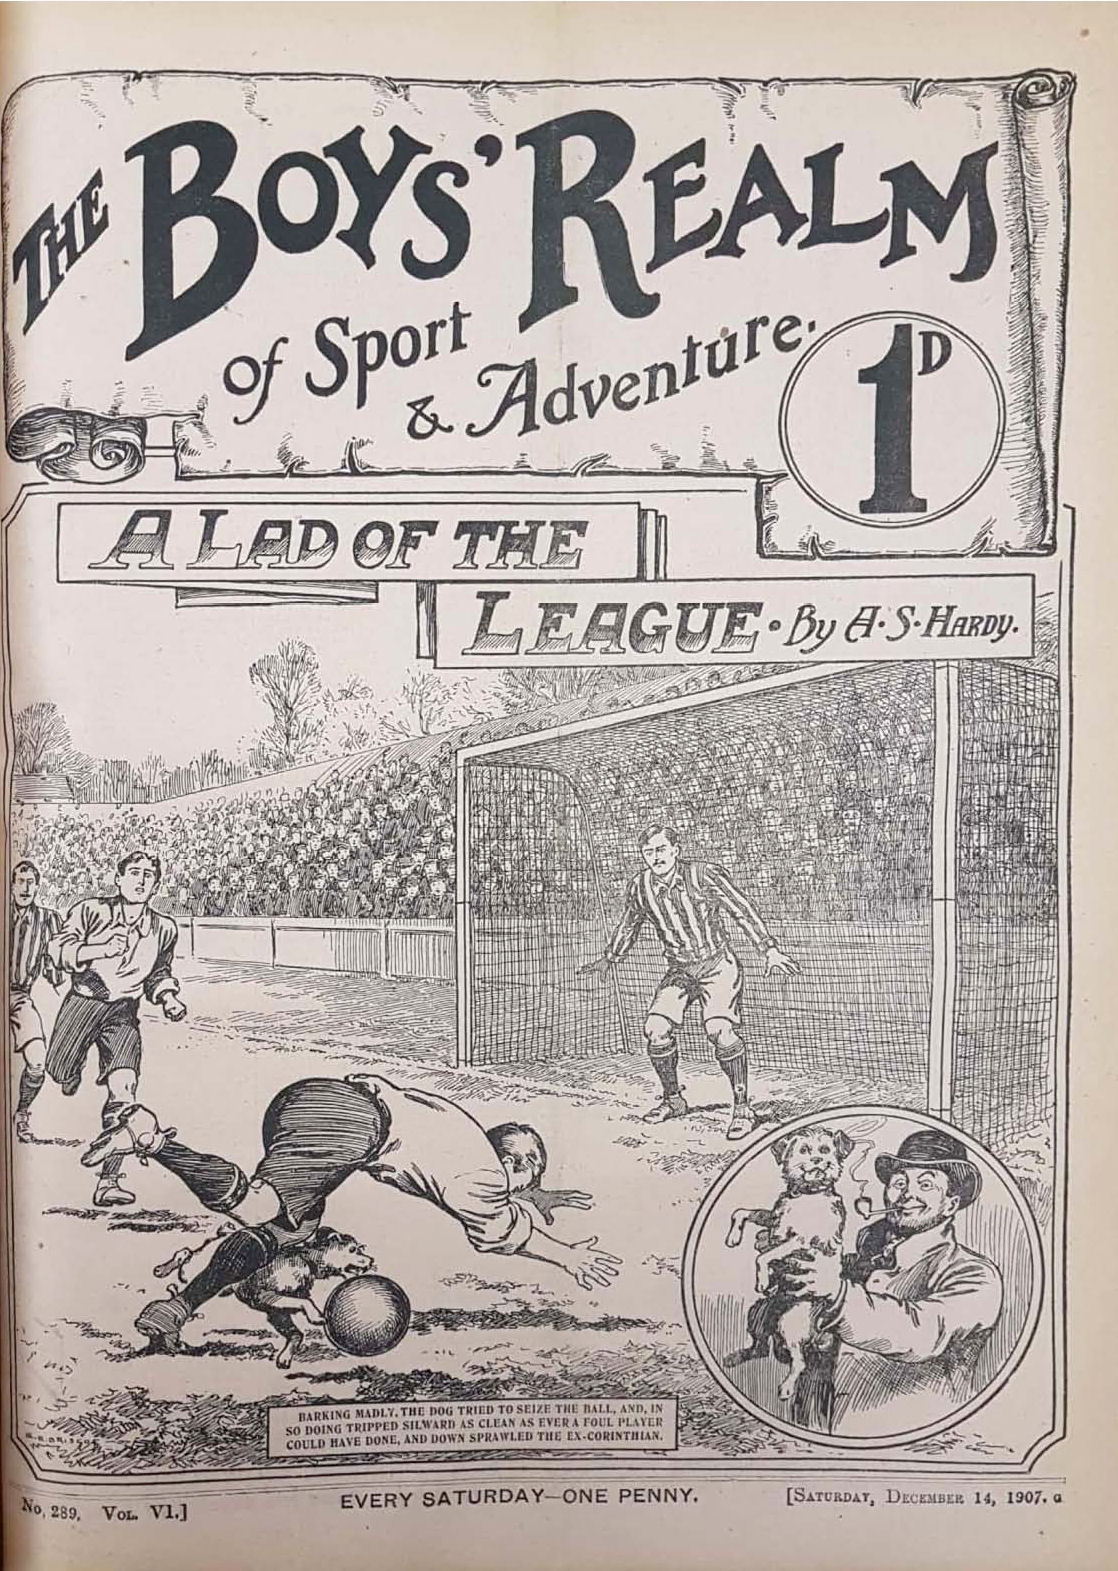 THE BOYS' REALM
of Sport
& Adventure.
1D
A LAD OF THE
LEAGUE • By A. S. HARDY.
BARKING MADLY, THE DOG TRIED TO SEIZE THE BALL, AND, IN
SO DOING TRIPPED SILWARD AS CLEAN AS EVER A FOUL PLAYER
COULD HAVE DONE, AND DOWN SPRAWLED THE EX-CORINTHIAN.
No, 289, VOL. VI.]
EVERY SATURDAY—ONE PENNY.
[SATURDAY, DECEMBER 14, 1907. a